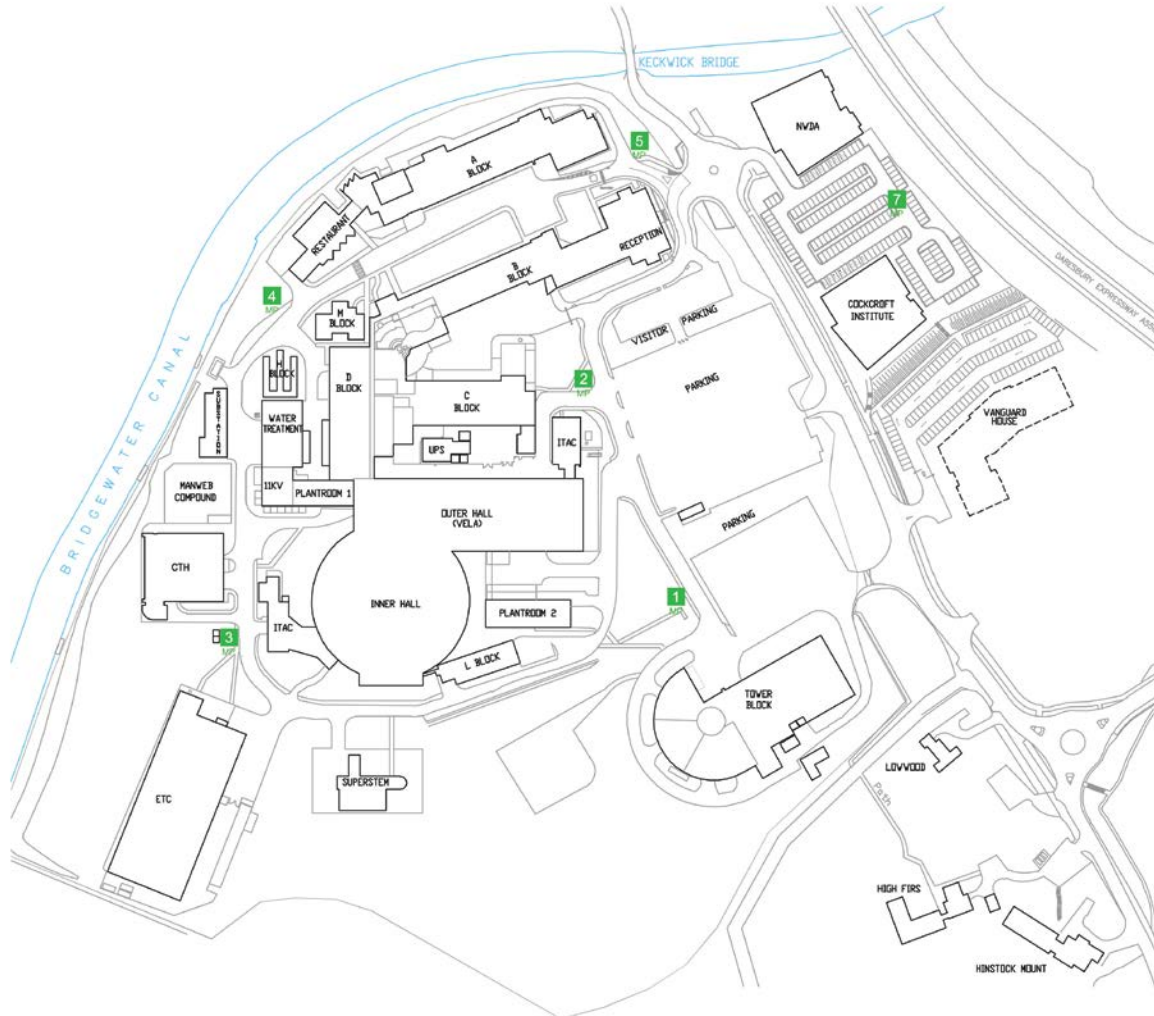 KECKWICK BRIDGE
NWDA
5
MP
A
BLOCK
7
MP
RESTAURANT
RECEPTION
B
BLOCK
DARESBURY EXPRESSWAY A55
4
MP
COCKCROFT
INSTITUTE
M
BLOCK
VISITOR PARKING
BRIDGEWATER CANAL
H
BLOCK
D
BLOCK
2
MP
PARKING
C
BLOCK
SUBSTATION
WATER
TREATMENT
VANGUARD
HOUSE
UPS
ITAC
MANWEB
COMPOUND
11KV
PLANTROOM 1
OUTER HALL
(VELA)
PARKING
CTH
INNER HALL
1
MP
PLANTROOM 2
ITAC
3
MP
L BLOCK
TOWER
BLOCK
LOWWOOD
SUPERSTEM
ETC
Path
HIGH FIRS
HINSTOCK MOUNT